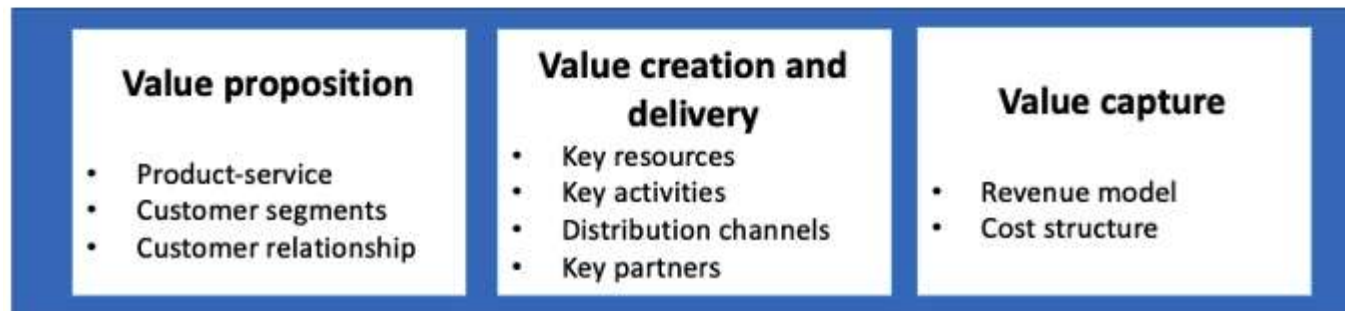 Value proposition
• Product-service
• Customer segments
• Customer relationship
Value creation and
delivery
• Key resources
• Key activities
• Distribution channels
• Key partners
Value capture
• Revenue model
• Cost structure